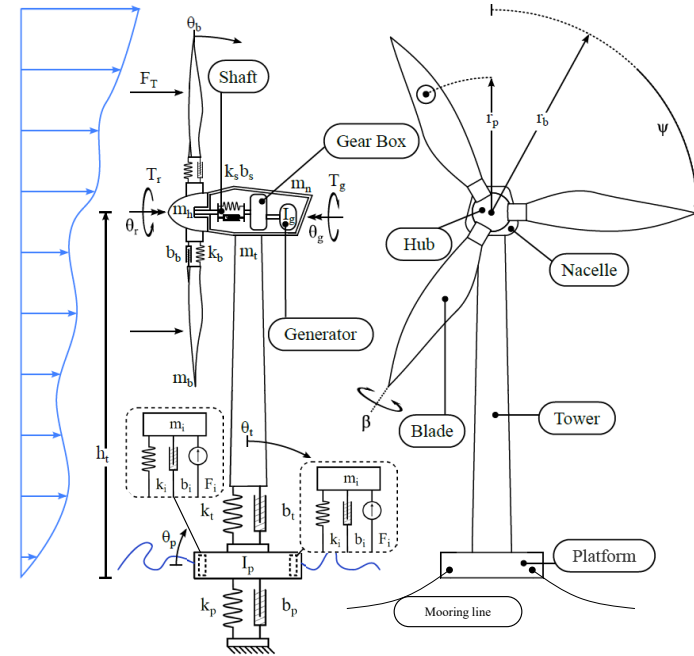 θb
Shaft
FT
rp
rb
ψ
Gear Box
ksbs
mn
Tr
Tg
mh
Ig
θr
θg
Hub
bb
kb
mt
Nacelle
Generator
mb
β
Blade
Tower
mi
θt
ht
ki
bi
Fi
mi
kt
bt
ki
bi
Fi
θp
Ip
Platform
kp
bp
Mooring line